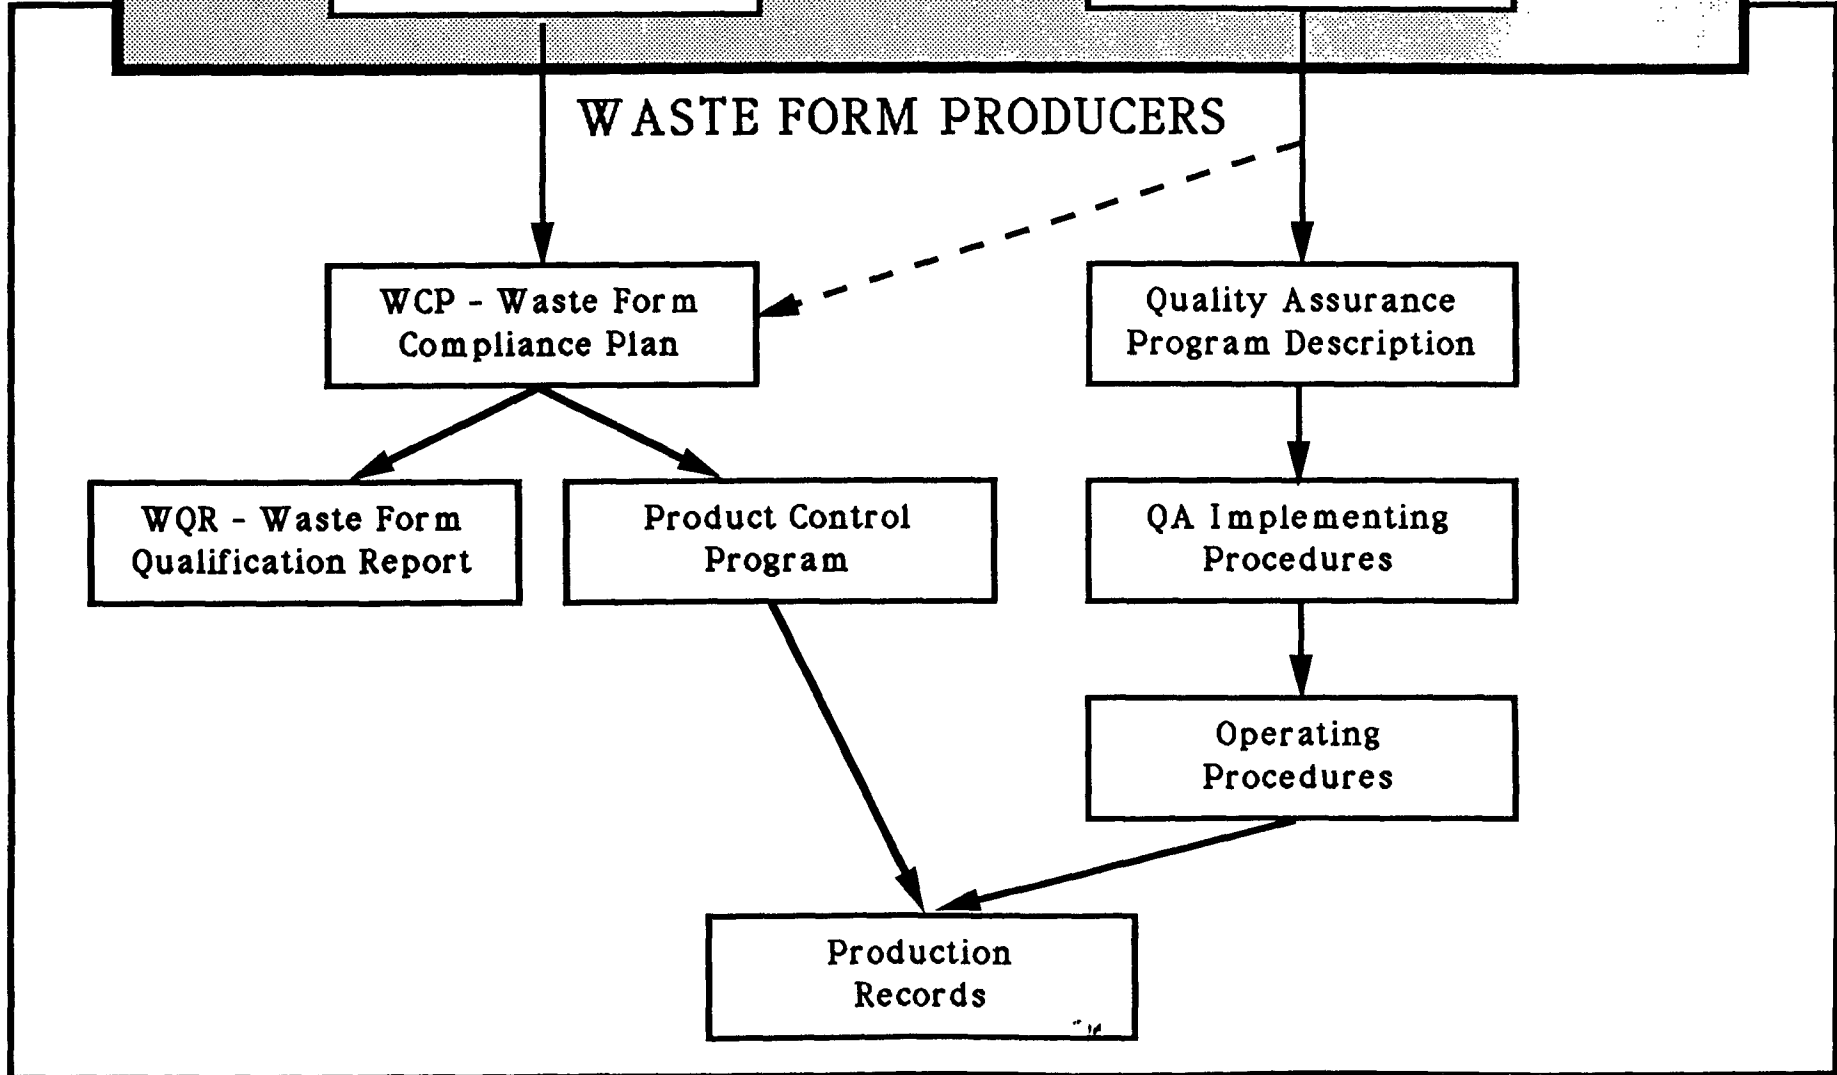 WASTE FORM PRODUCERS
WCP - Waste Form
Compliance Plan
Quality Assurance
Program Description
WQR - Waste Form
Qualification Report
Product Control
Program
QA Implementing
Procedures
Operating
Procedures
Production
Records